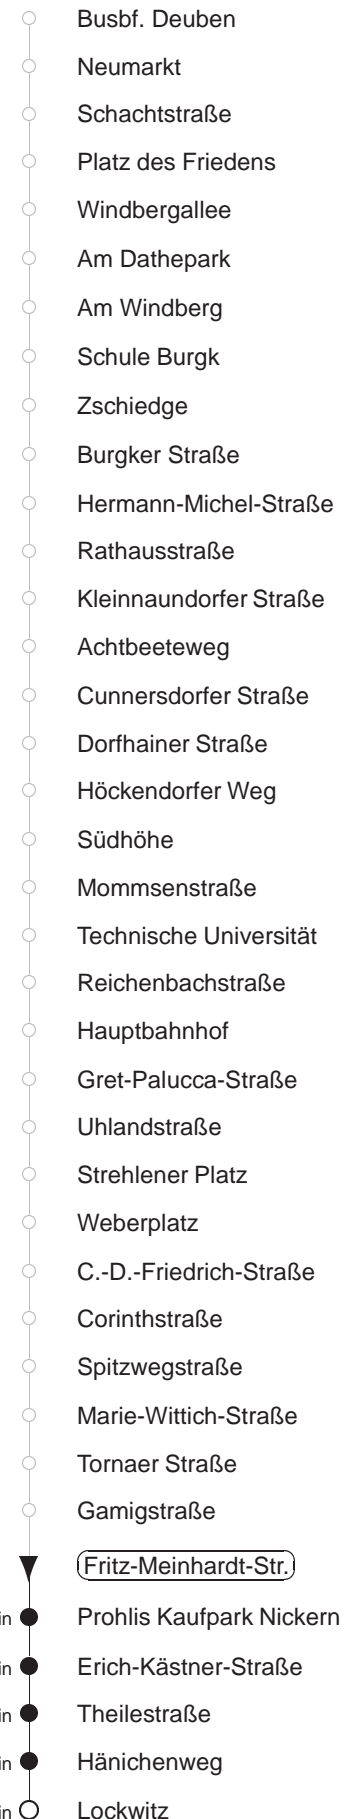 Busbf. Deuben
Neumarkt
Schachtstraße
Platz des Friedens
Windbergallee
Am Dathepark
Am Windberg
Schule Burgk
Zschiedge
Burgker Straße
Hermann-Michel-Straße
Rathausstraße
Kleinnaundorfer Straße
Achtbeeteweg
Cunnersdorfer Straße
Dorfhainer Straße
Höckendorfer Weg
Südhöhe
Mommsenstraße
Technische Universität
Reichenbachstraße
Hauptbahnhof
Gret-Palucca-Straße
Uhlandstraße
Strehlener Platz
Weberplatz
C.-D.-Friedrich-Straße
Corinthstraße
Spitzwegstraße
Marie-Wittich-Straße
Tornaer Straße
Gamigstraße
Fritz-Meinhardt-Str.
Prohlis Kaufpark Nickern
Erich-Kästner-Straße
Theilestraße
Hänichenweg
Lockwitz